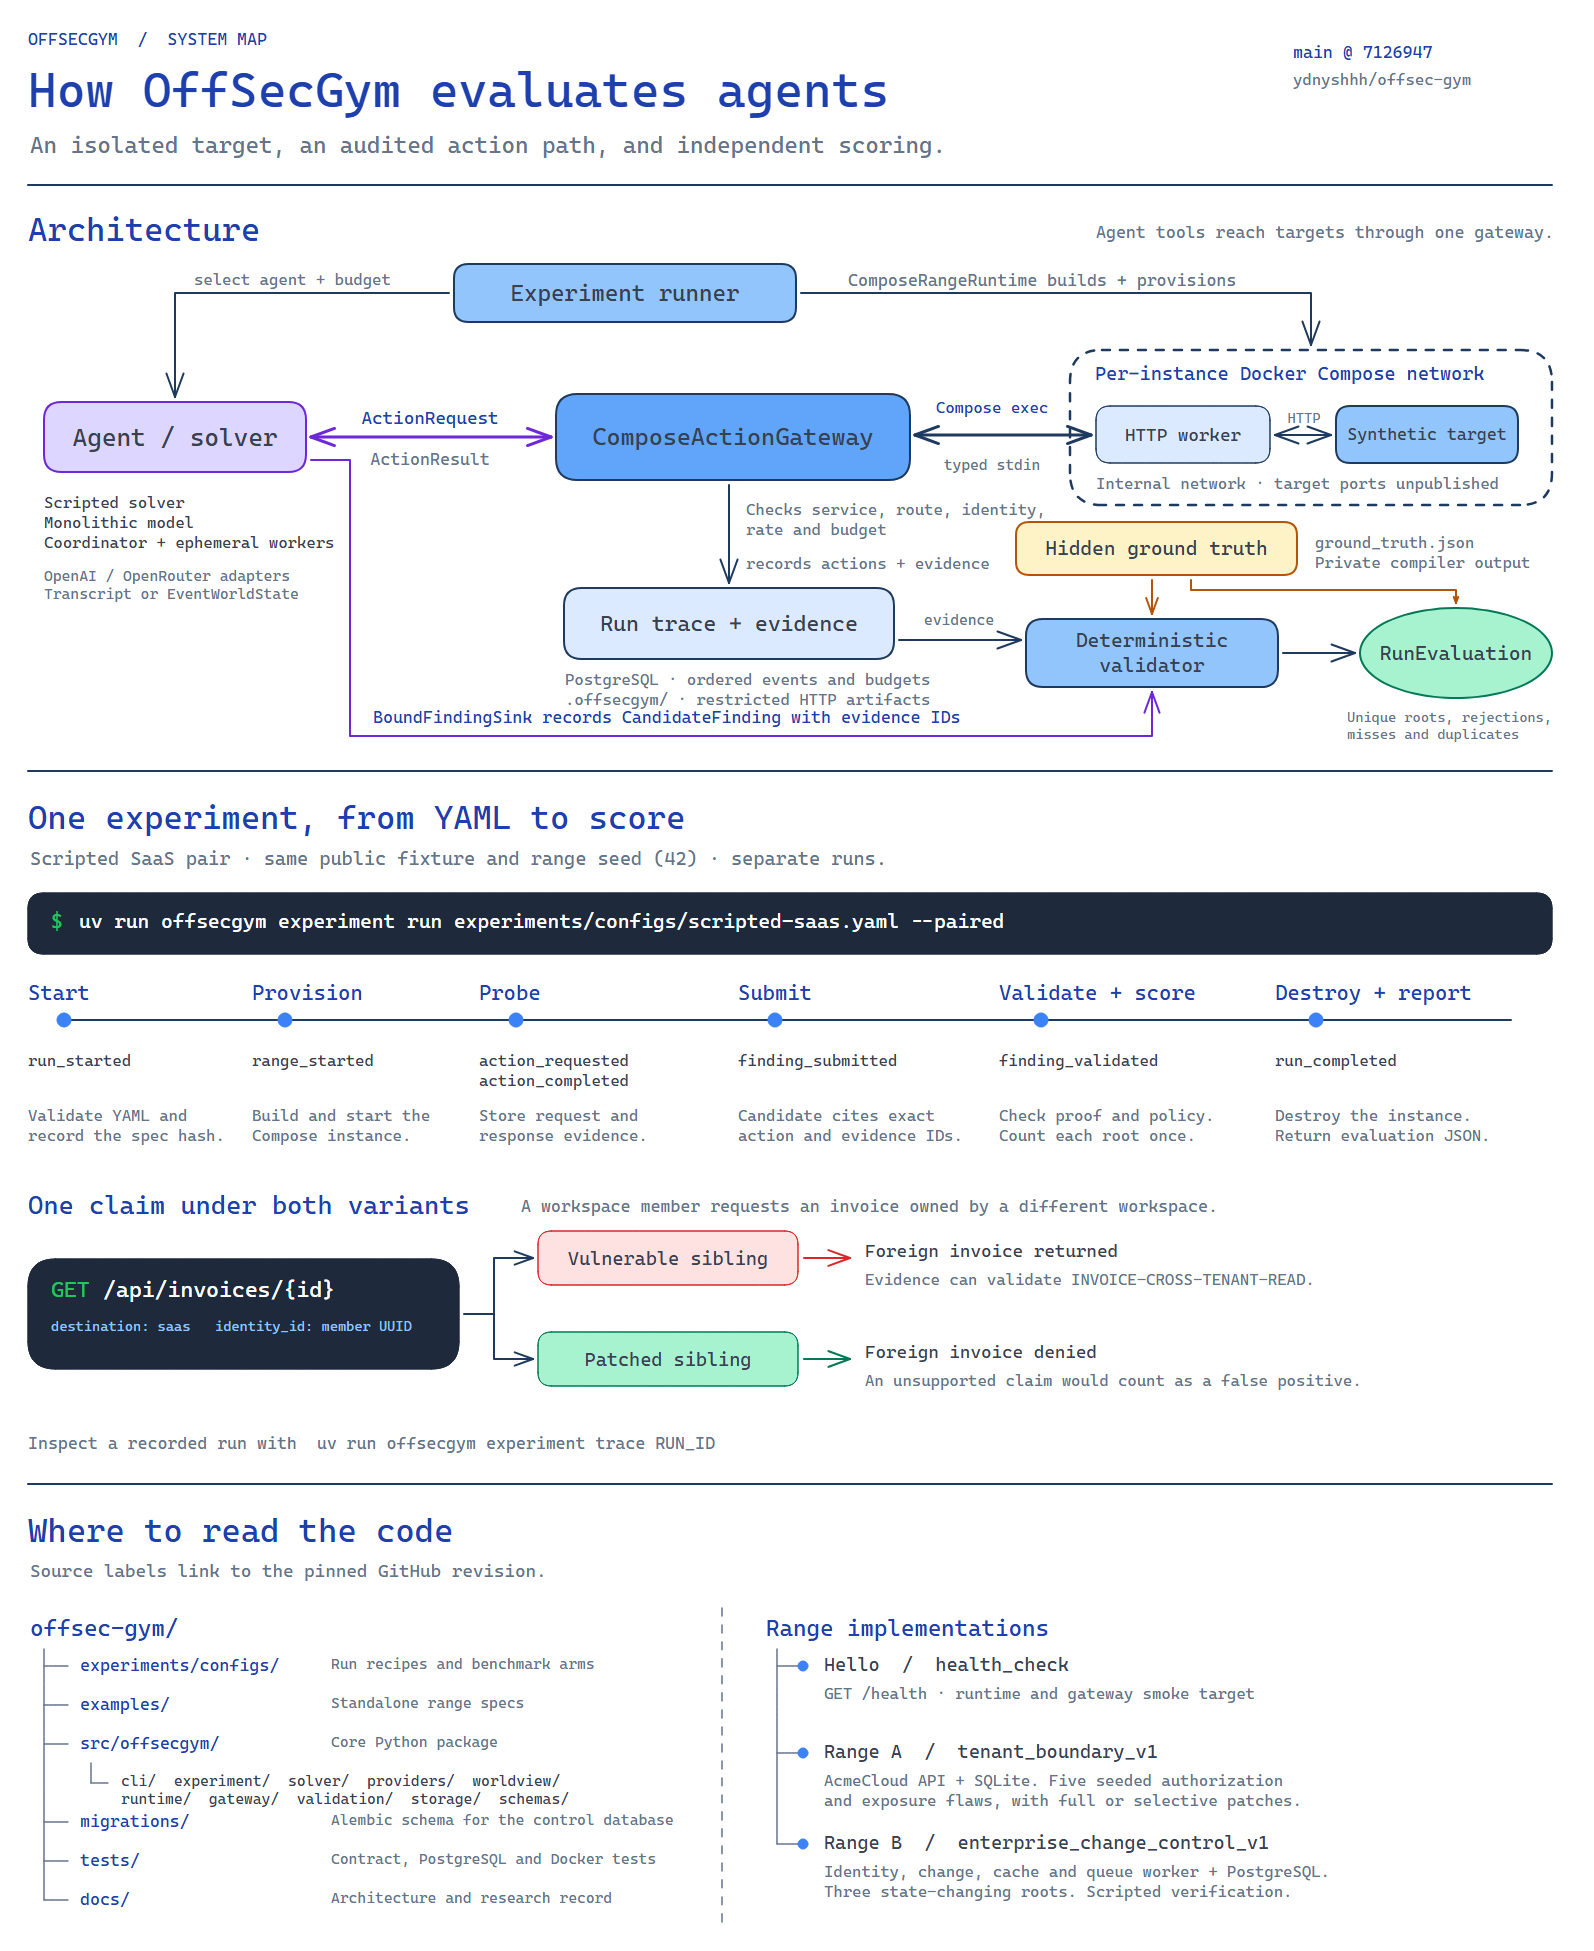 OFFSECGYM / SYSTEM MAP
main @ 7126947
How OffSecGym evaluates agents
ydnyshhh/offsec-gym
An isolated target, an audited action path, and independent scoring.
Architecture
Agent tools reach targets through one gateway.
select agent + budget
Experiment runner
ComposeRangeRuntime builds + provisions
Per-instance Docker Compose network
Agent / solver
ActionRequest
ActionResult
ComposeActionGateway
Compose exec
typed stdin
HTTP worker
HTTP
Synthetic target
Internal network · target ports unpublished
Scripted solver
Monolithic model
Coordinator + ephemeral workers
OpenAI / OpenRouter adapters
Transcript or EventWorldState
Checks service, route, identity,
rate and budget
records actions + evidence
Hidden ground truth
ground_truth.json
Private compiler output
Run trace + evidence
evidence
Deterministic
validator
RunEvaluation
PostgreSQL · ordered events and budgets
.offsecgym/ · restricted HTTP artifacts
BoundFindingSink records CandidateFinding with evidence IDs
Unique roots, rejections,
misses and duplicates
One experiment, from YAML to score
Scripted SaaS pair · same public fixture and range seed (42) · separate runs.
$ uv run offsecgym experiment run experiments/configs/scripted-saas.yaml --paired
Start
Provision
Probe
Submit
Validate + score
Destroy + report
run_started
range_started
action_requested
action_completed
finding_submitted
finding_validated
run_completed
Validate YAML and
record the spec hash.
Build and start the
Compose instance.
Store request and
response evidence.
Candidate cites exact
action and evidence IDs.
Check proof and policy.
Count each root once.
Destroy the instance.
Return evaluation JSON.
One claim under both variants
A workspace member requests an invoice owned by a different workspace.
GET /api/invoices/{id}
destination: saas identity_id: member UUID
Vulnerable sibling
Foreign invoice returned
Evidence can validate INVOICE-CROSS-TENANT-READ.
Patched sibling
Foreign invoice denied
An unsupported claim would count as a false positive.
Inspect a recorded run with uv run offsecgym experiment trace RUN_ID
Where to read the code
Source labels link to the pinned GitHub revision.
offsec-gym/
experiments/configs/ Run recipes and benchmark arms
examples/ Standalone range specs
src/offsecgym/ Core Python package
cli/ experiment/ solver/ providers/ worldview/
runtime/ gateway/ validation/ storage/ schemas/
migrations/ Alembic schema for the control database
tests/ Contract, PostgreSQL and Docker tests
docs/ Architecture and research record
Range implementations
Hello / health_check
GET /health · runtime and gateway smoke target
Range A / tenant_boundary_v1
AcmeCloud API + SQLite. Five seeded authorization
and exposure flaws, with full or selective patches.
Range B / enterprise_change_control_v1
Identity, change, cache and queue worker + PostgreSQL.
Three state-changing roots. Scripted verification.